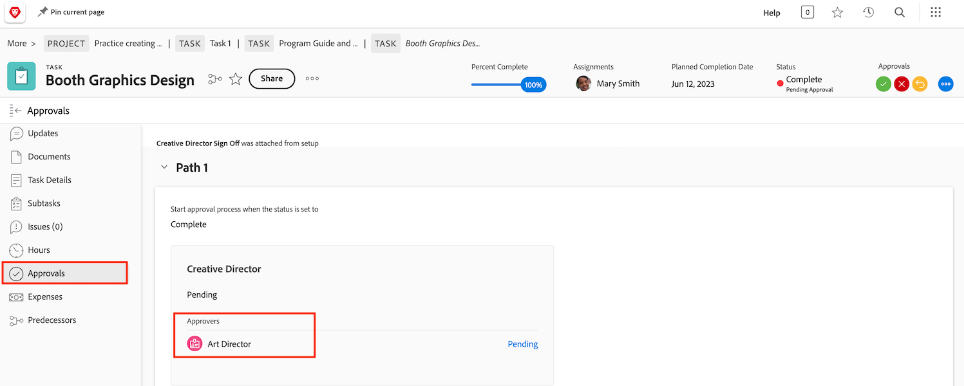 Pin current page
Help
0
More > PROJECT Practice creating ... | TASK Task 1 | TASK Program Guide and ... | TASK Booth Graphics Des...
TASK
Booth Graphics Design
Share
Percent Complete
100%
Assignments
Mary Smith
Planned Completion Date
Jun 12, 2023
Status
Complete
Pending Approval
Approvals
Approvals
Updates
Documents
Task Details
Subtasks
Issues (0)
Hours
Approvals
Expenses
Predecessors
Creative Director Sign Off was attached from setup
Path 1
Start approval process when the status is set to
Complete
Creative Director
Pending
Approvers
Art Director
Pending